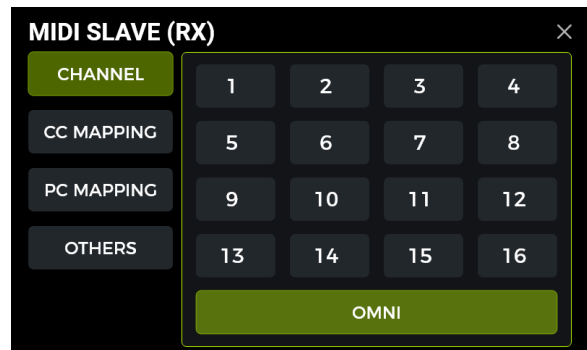 MIDI SLAVE (RX)
CHANNEL
CC MAPPING
PC MAPPING
OTHERS
1 2 3 4
5 6 7 8
9 10 11 12
13 14 15 16
OMNI